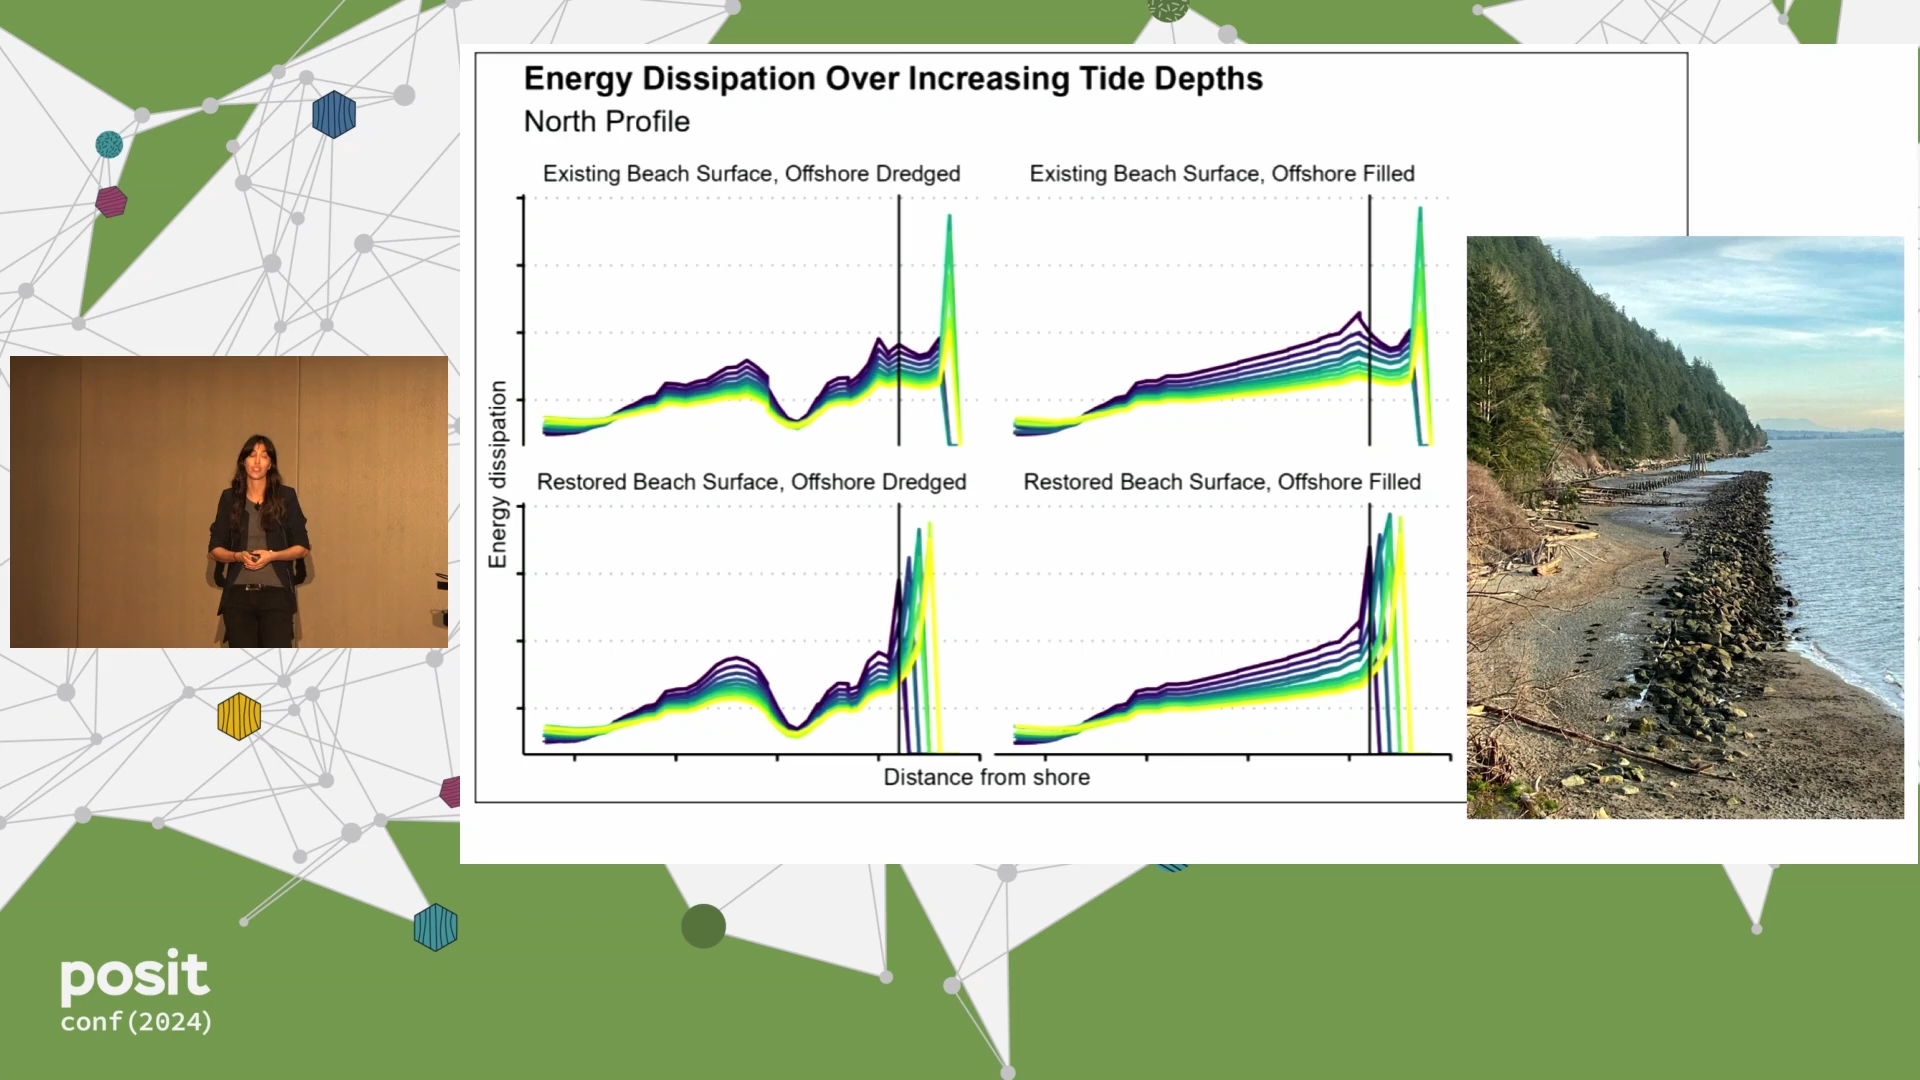 Energy Dissipation Over Increasing Tide Depths
North Profile
Existing Beach Surface, Offshore Dredged
Existing Beach Surface, Offshore Filled
Energy dissipation
Restored Beach Surface, Offshore Dredged
Restored Beach Surface, Offshore Filled
Distance from shore
posit
conf(2024)